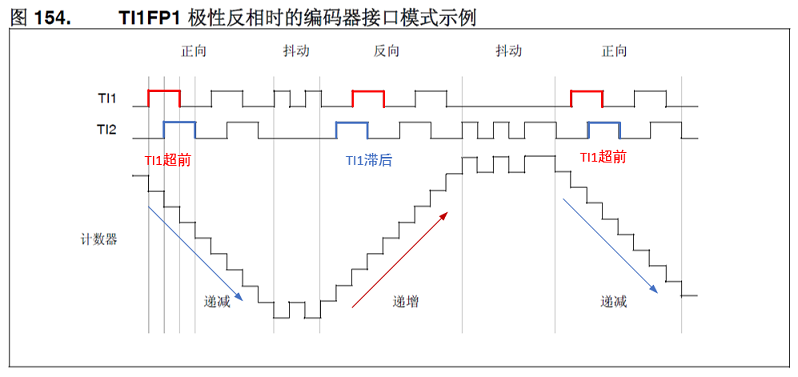 图 154. TI1FP1 极性反相时的编码器接口模式示例
正向 抖动 反向 抖动 正向
TI1
TI2
TI1超前 TI1滞后 TI1超前
计数器
递减 递增 递减